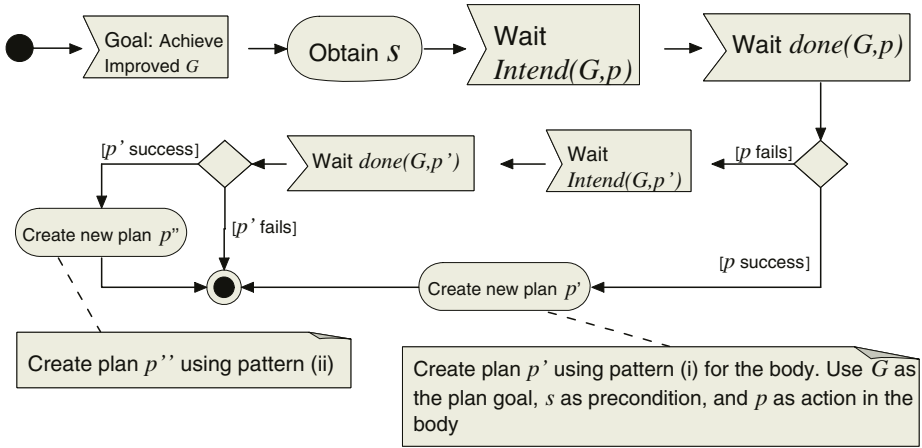 Goal: Achieve
Improved G
Obtain s
Wait
Intend(G,p)
Wait done(G,p)
[p' success]
Wait done(G,p')
Wait
Intend(G,p')
[p fails]
Create new plan p"
[p' fails]
[p success]
Create new plan p'
Create plan p'' using pattern (ii)
Create plan p' using pattern (i) for the body. Use G as
the plan goal, s as precondition, and p as action in the
body